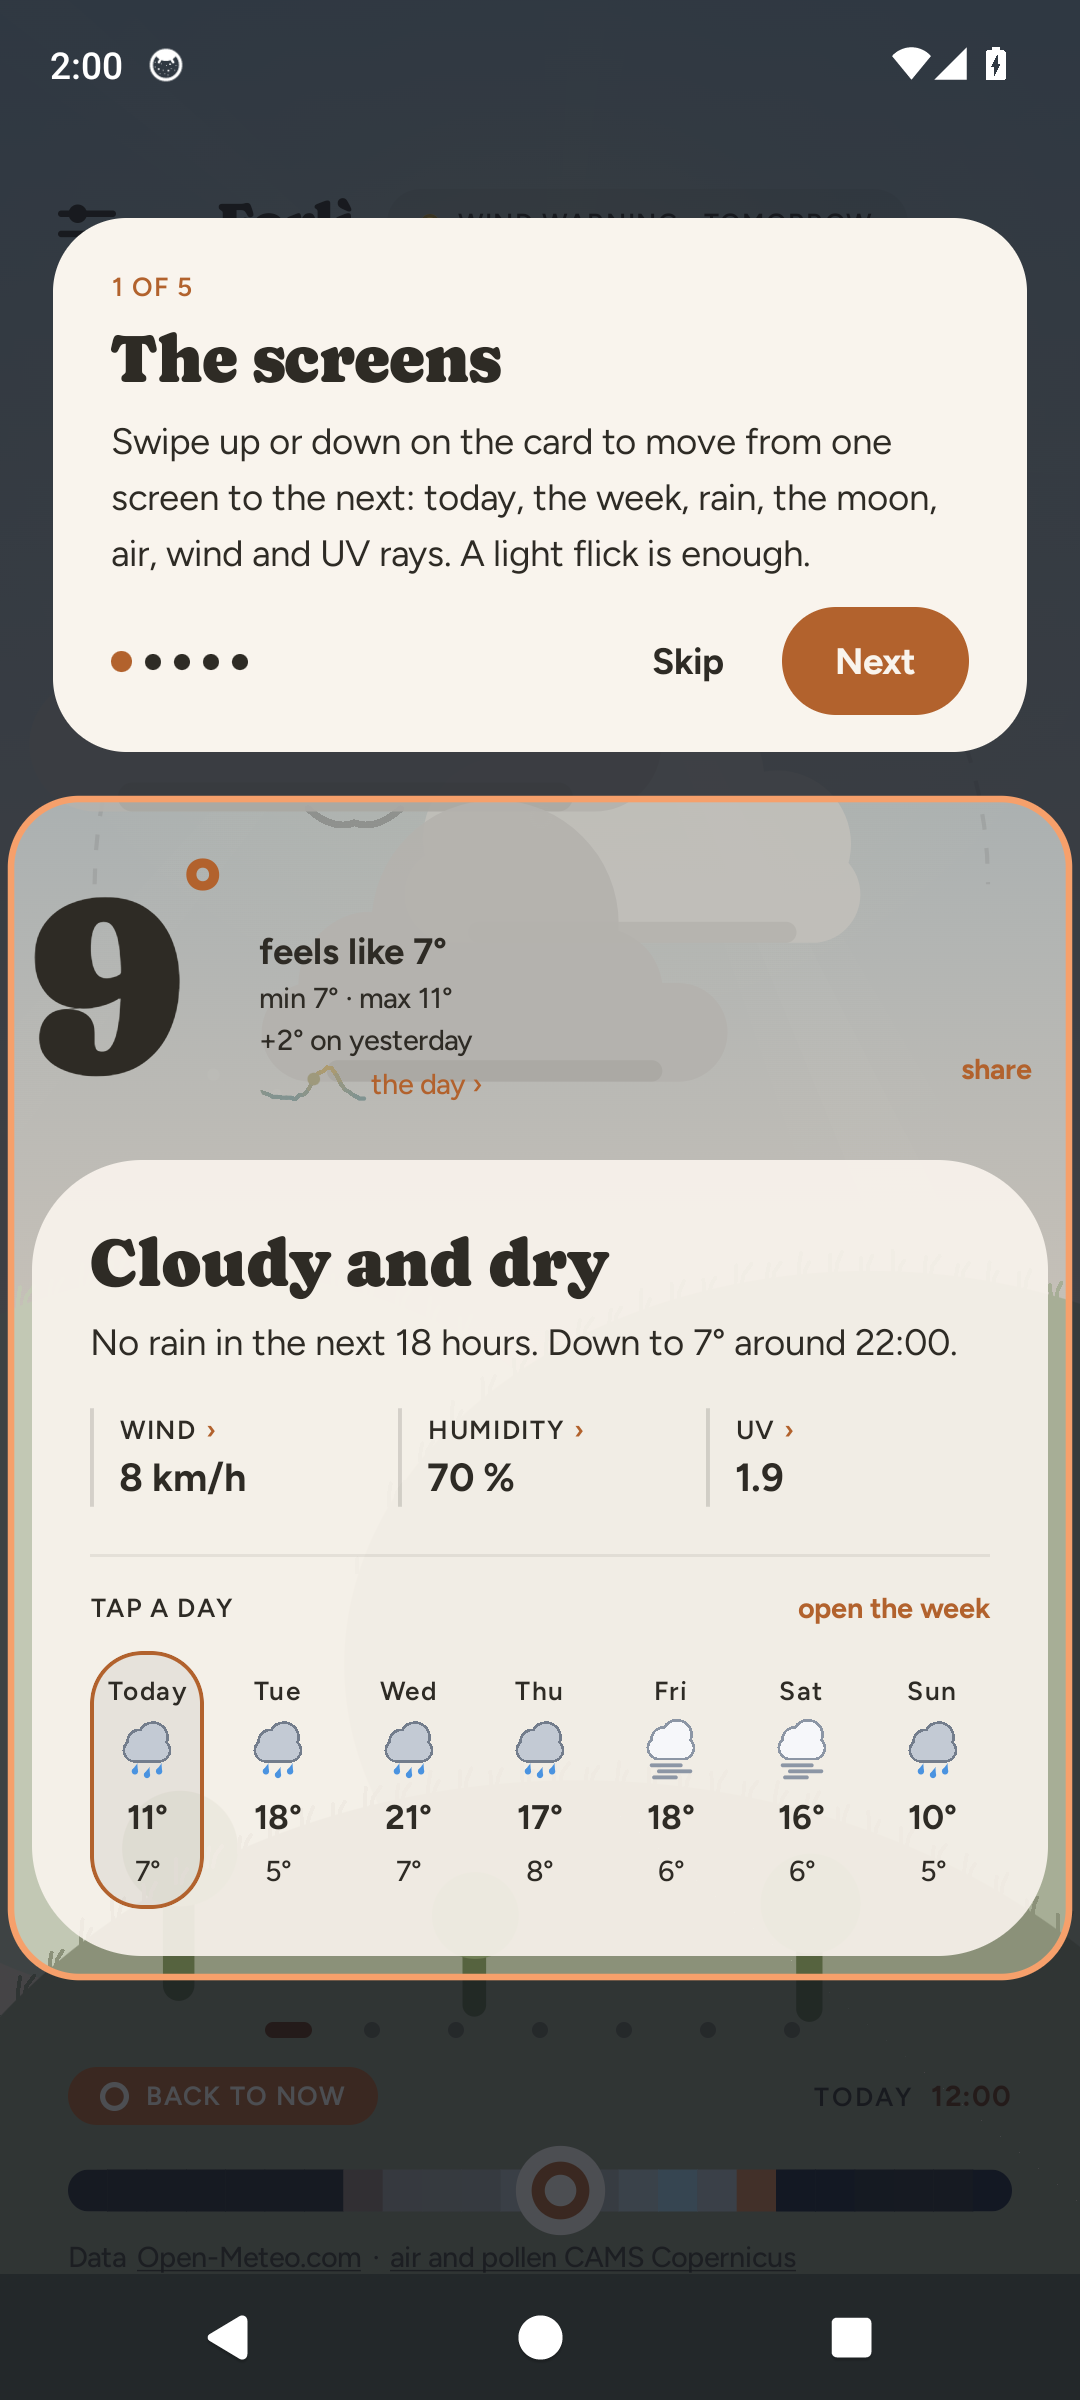 2:00
Forlì
WIND WARNING · TOMORROW
1 OF 5
The screens
Swipe up or down on the card to move from one
screen to the next: today, the week, rain, the moon,
air, wind and UV rays. A light flick is enough.
Skip
Next
9°
feels like 7°
min 7° · max 11°
+2° on yesterday
the day ›
share
Cloudy and dry
No rain in the next 18 hours. Down to 7° around 22:00.
WIND › HUMIDITY › UV ›
8 km/h 70 % 1.9
TAP A DAY open the week
Today Tue Wed Thu Fri Sat Sun
11° 18° 21° 17° 18° 16° 10°
7° 5° 7° 8° 6° 6° 5°
BACK TO NOW TODAY 12:00
Data Open-Meteo.com · air and pollen CAMS Copernicus